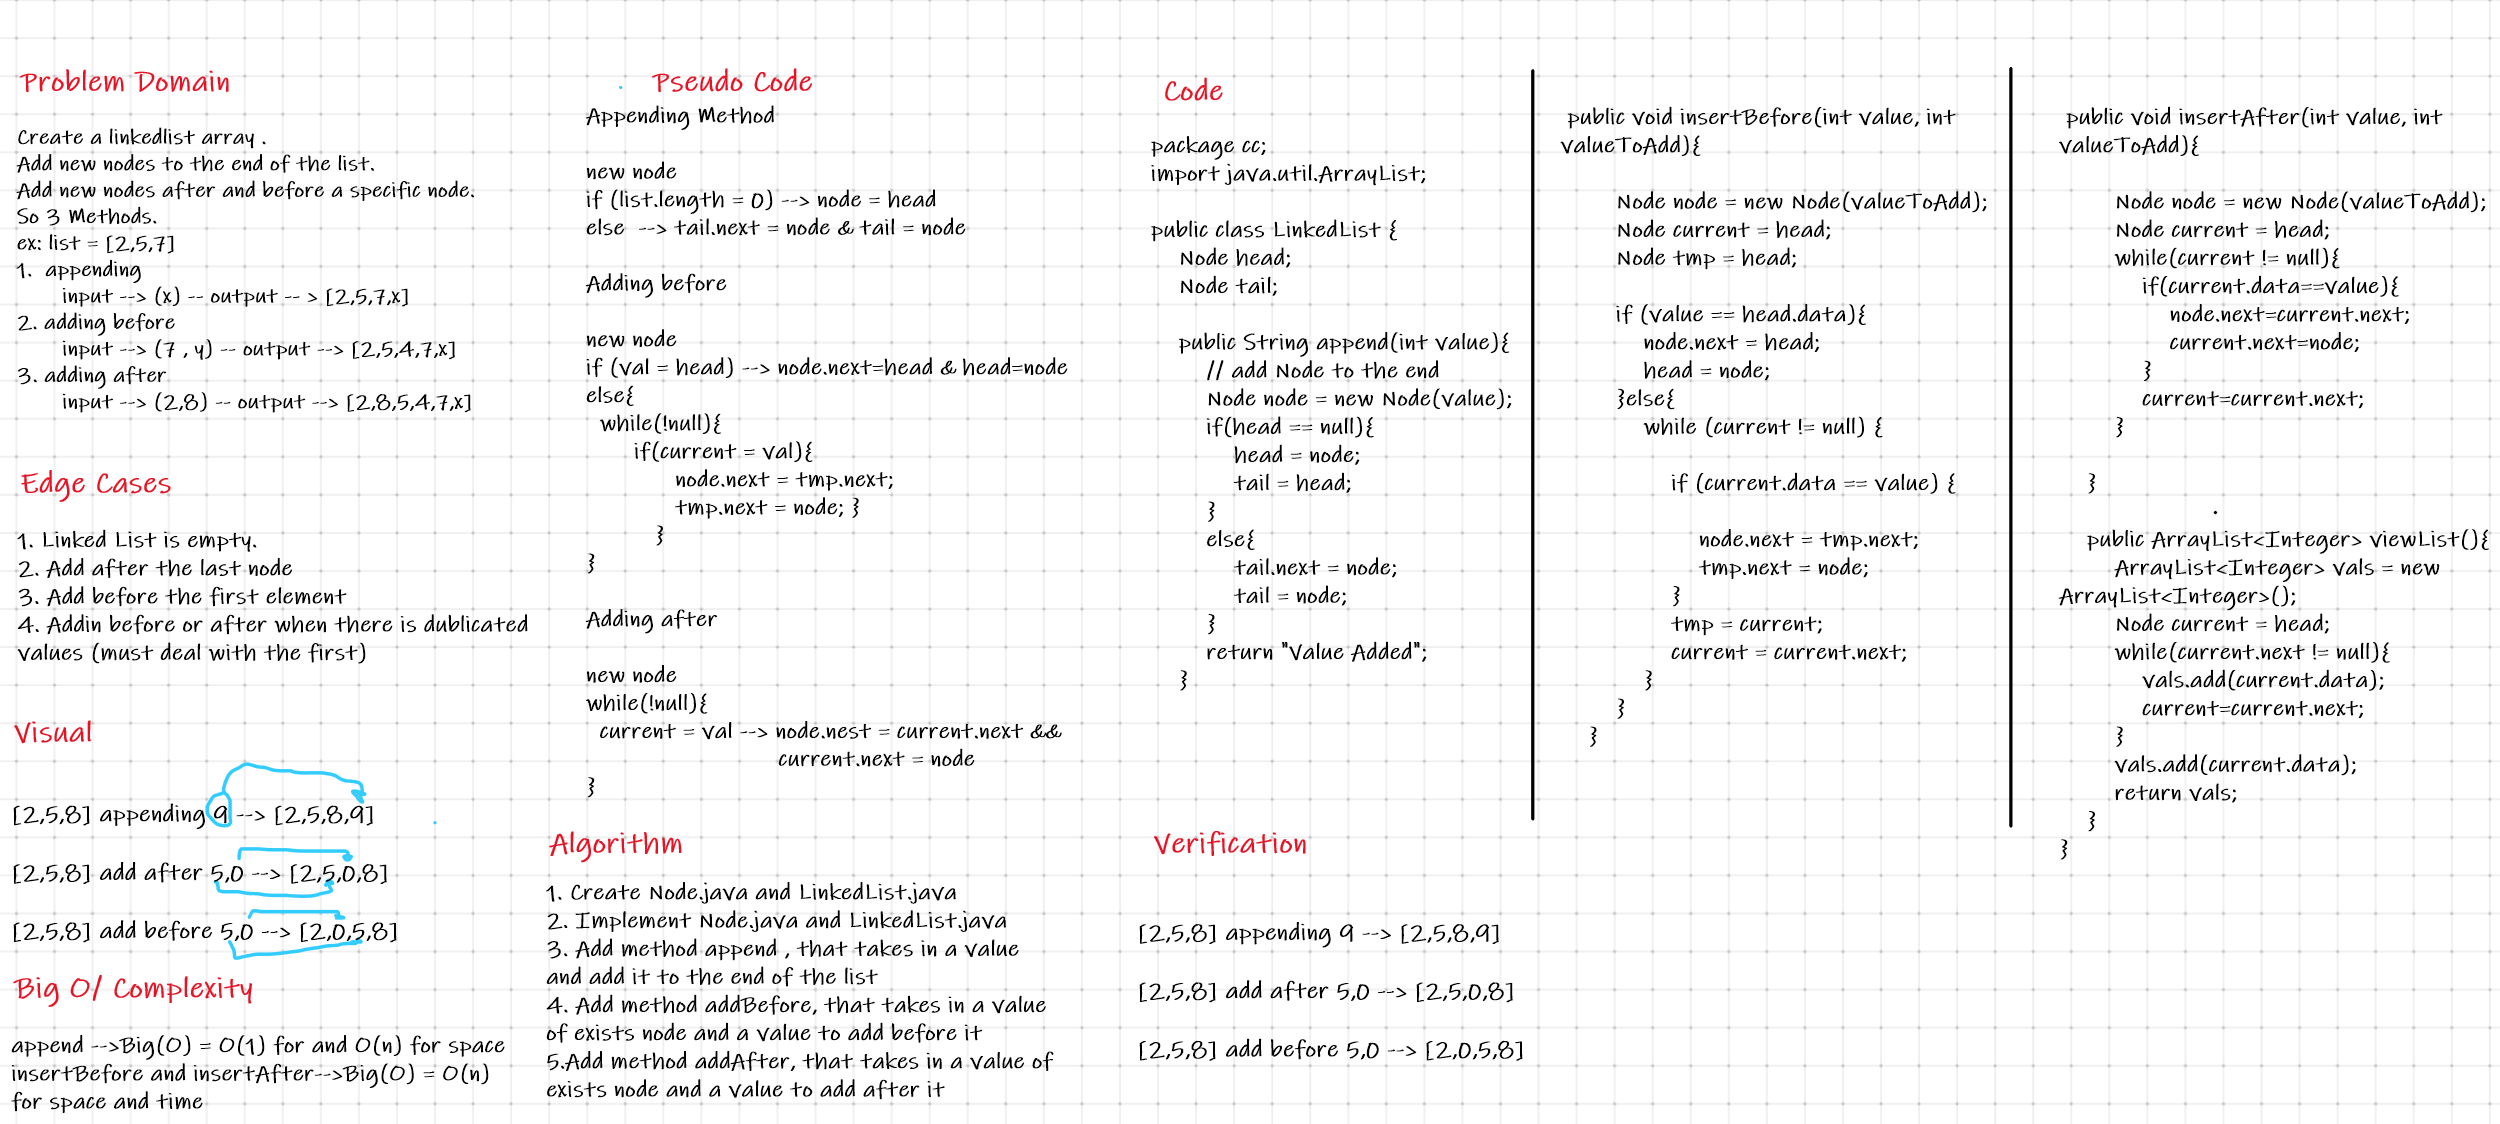 Problem Domain
Create a linkedlist array .
Add new nodes to the end of the list.
Add new nodes after and before a specific node.
So 3 Methods.
ex: list = [2,5,7]
1. appending
input --> (x) -- output -- > [2,5,7,x]
2. adding before
input --> (7 , y) -- output --> [2,5,4,7,x]
3. adding after
input --> (2,8) -- output --> [2,8,5,4,7,x]
Edge Cases
1. Linked List is empty.
2. Add after the last node
3. Add before the first element
4. Addin before or after when there is dublicated
values (must deal with the first)
Visual
[2,5,8] appending 9 --> [2,5,8,9]
[2,5,8] add after 5,0 --> [2,5,0,8]
[2,5,8] add before 5,0 --> [2,0,5,8]
Big O/ Complexity
append -->Big(O) = O(1) for and O(n) for space
insertBefore and insertAfter-->Big(O) = O(n)
for space and time
Pseudo Code
Appending Method
new node
if (list.length = 0) --> node = head
else --> tail.next = node & tail = node
Adding before
new node
if (val = head) --> node.next=head & head=node
else{
while(!null){
if(current = val){
node.next = tmp.next;
tmp.next = node; }
}
}
Adding after
new node
while(!null){
current = val --> node.nest = current.next &&
current.next = node
}
Algorithm
1. Create Node.java and LinkedList.java
2. Implement Node.java and LinkedList.java
3. Add method append , that takes in a value
and add it to the end of the list
4. Add method addBefore, that takes in a value
of exists node and a value to add before it
5.Add method addAfter, that takes in a value of
exists node and a value to add after it
Code
package cc;
import java.util.ArrayList;
public class LinkedList {
Node head;
Node tail;
public String append(int value){
// add Node to the end
Node node = new Node(value);
if(head == null){
head = node;
tail = head;
}
else{
tail.next = node;
tail = node;
}
return "Value Added";
}
public void insertBefore(int value, int
valueToAdd){
Node node = new Node(valueToAdd);
Node current = head;
Node tmp = head;
if (value == head.data){
node.next = head;
head = node;
}else{
while (current != null) {
if (current.data == value) {
node.next = tmp.next;
tmp.next = node;
}
tmp = current;
current = current.next;
}
}
}
public void insertAfter(int value, int
valueToAdd){
Node node = new Node(valueToAdd);
Node current = head;
while(current != null){
if(current.data==value){
node.next=current.next;
current.next=node;
}
current=current.next;
}
}
public ArrayList<Integer> viewList(){
ArrayList<Integer> vals = new
ArrayList<Integer>();
Node current = head;
while(current.next != null){
vals.add(current.data);
current=current.next;
}
vals.add(current.data);
return vals;
}
}
Verification
[2,5,8] appending 9 --> [2,5,8,9]
[2,5,8] add after 5,0 --> [2,5,0,8]
[2,5,8] add before 5,0 --> [2,0,5,8]